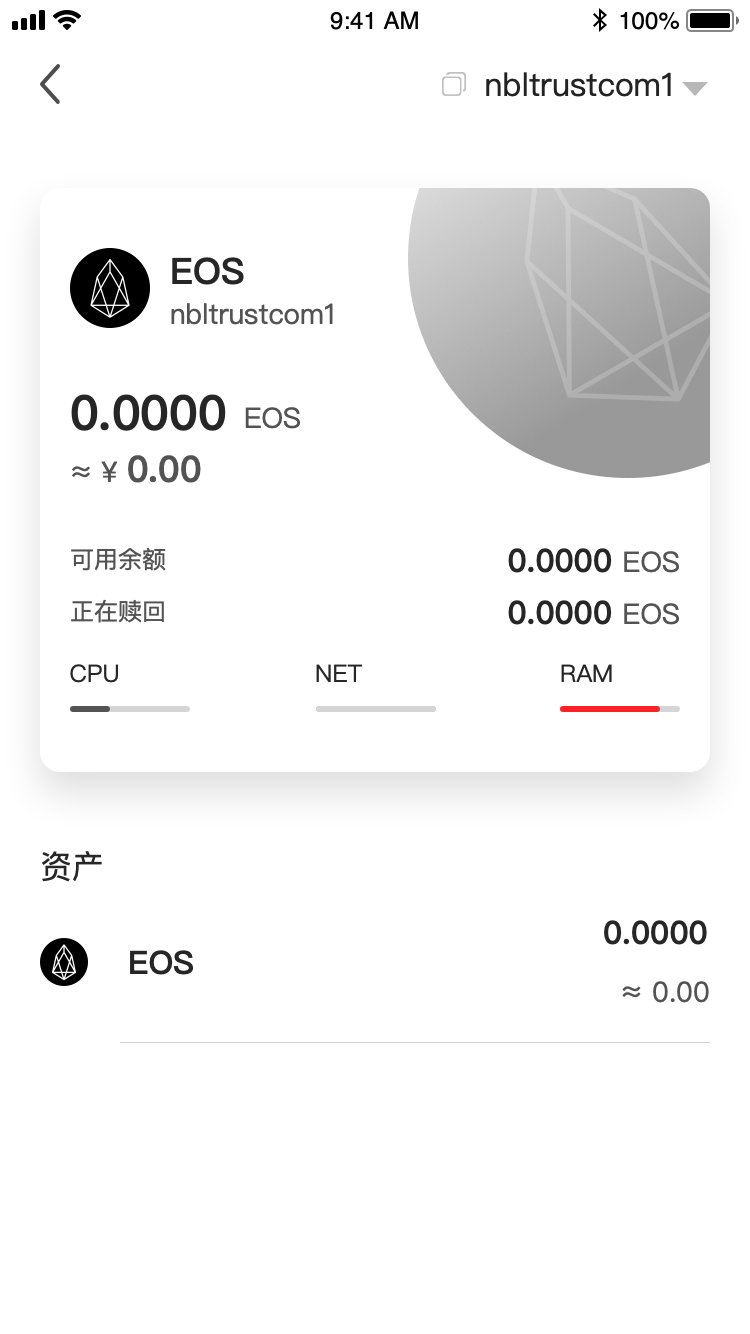 9:41 AM 100%
nbltrustcom1
EOS
nbltrustcom1
0.0000 EOS
≈ ¥ 0.00
可用余额 0.0000 EOS
正在赎回 0.0000 EOS
CPU NET RAM
资产
EOS 0.0000
≈ 0.00